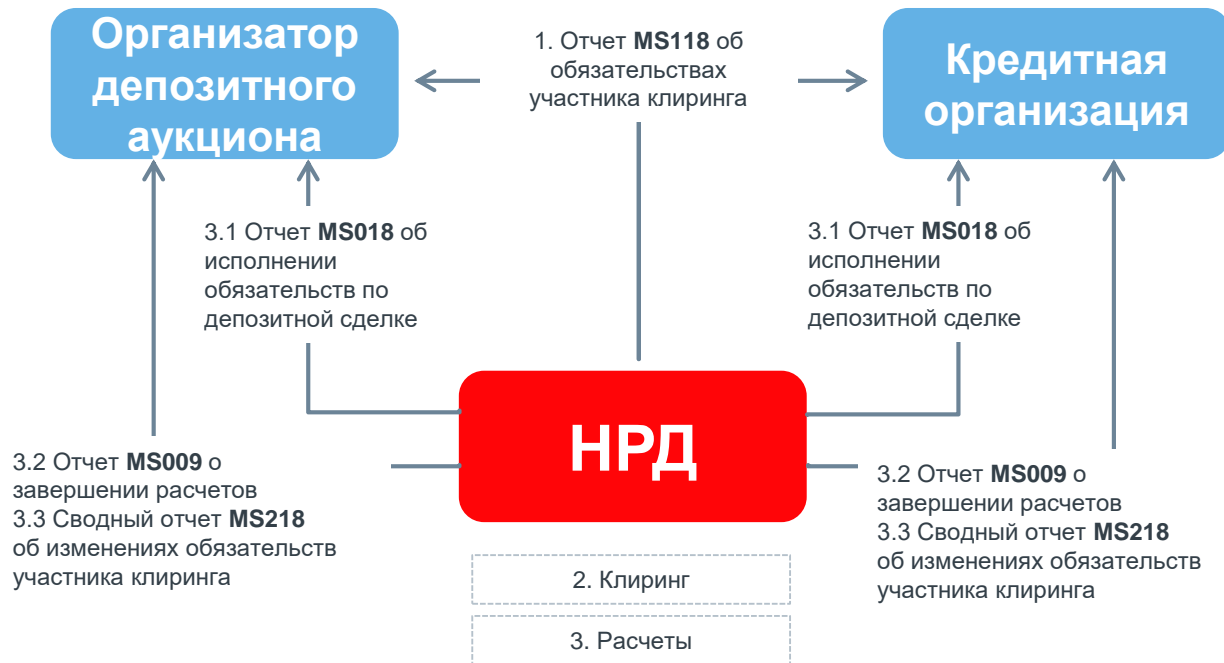 Организатор
депозитного
аукциона
1. Отчет MS118 об
обязательствах
участника клиринга
Кредитная
организация
3.1 Отчет MS018 об
исполнении
обязательств по
депозитной сделке
3.1 Отчет MS018 об
исполнении
обязательств по
депозитной сделке
НРД
3.2 Отчет MS009 о
завершении расчетов
3.3 Сводный отчет MS218
об изменениях обязательств
участника клиринга
3.2 Отчет MS009 о
завершении расчетов
3.3 Сводный отчет MS218
об изменениях обязательств
участника клиринга
2. Клиринг
3. Расчеты